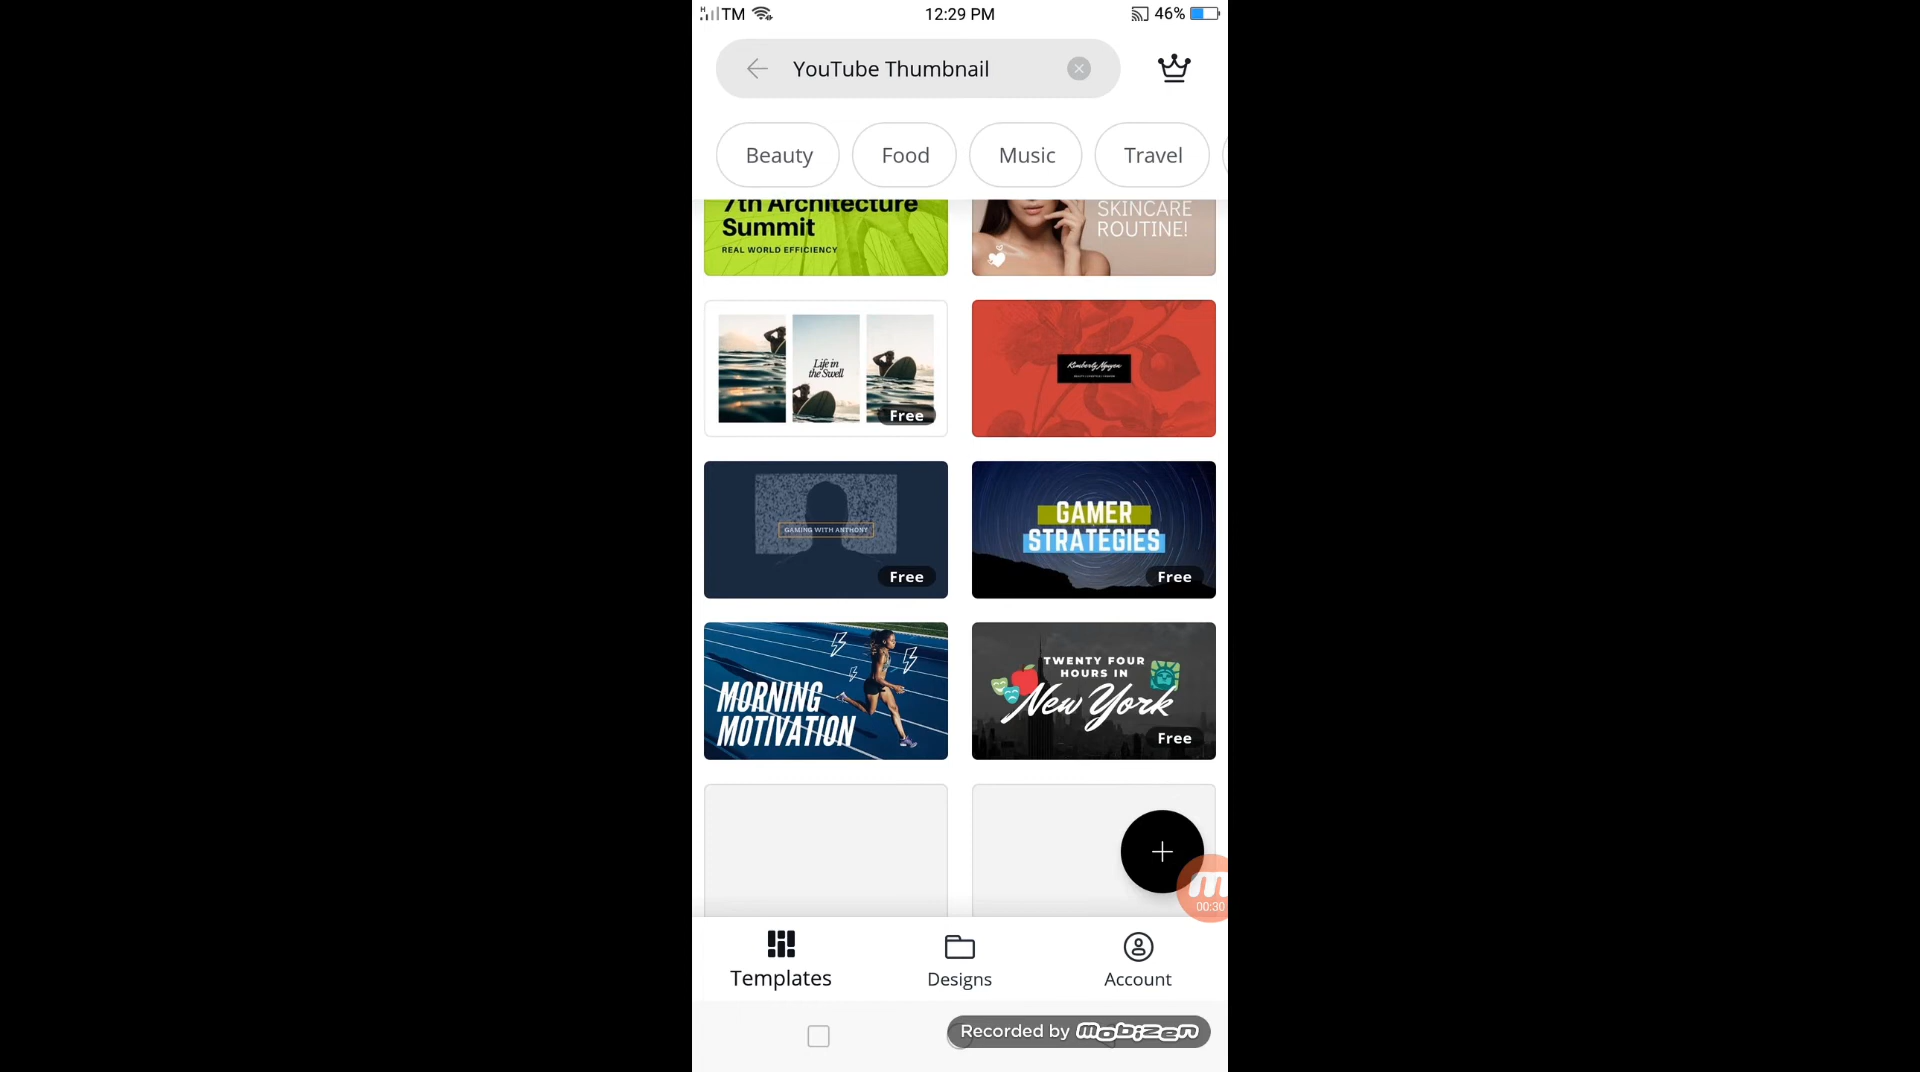 H TM 12:29 PM 46%
YouTube Thumbnail
Beauty Food Music Travel
7th Architecture
Summit
REAL WORLD EFFICIENCY
SKINCARE
ROUTINE!
Life in
the Swell
Free
Kimberly Nguyen
GAMING WITH ANTHONY
Free
GAMER
STRATEGIES
Free
MORNING
MOTIVATION
TWENTY FOUR
HOURS IN
New York
Free
00:30
Templates Designs Account
Recorded by mobizen